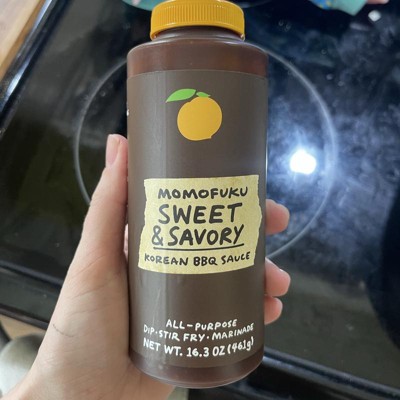 MOMOFUKU
SWEET
& SAVORY
KOREAN BBQ SAUCE
ALL-PURPOSE
DIP·STIR FRY·MARINADE
NET WT. 16.3 OZ (461g)